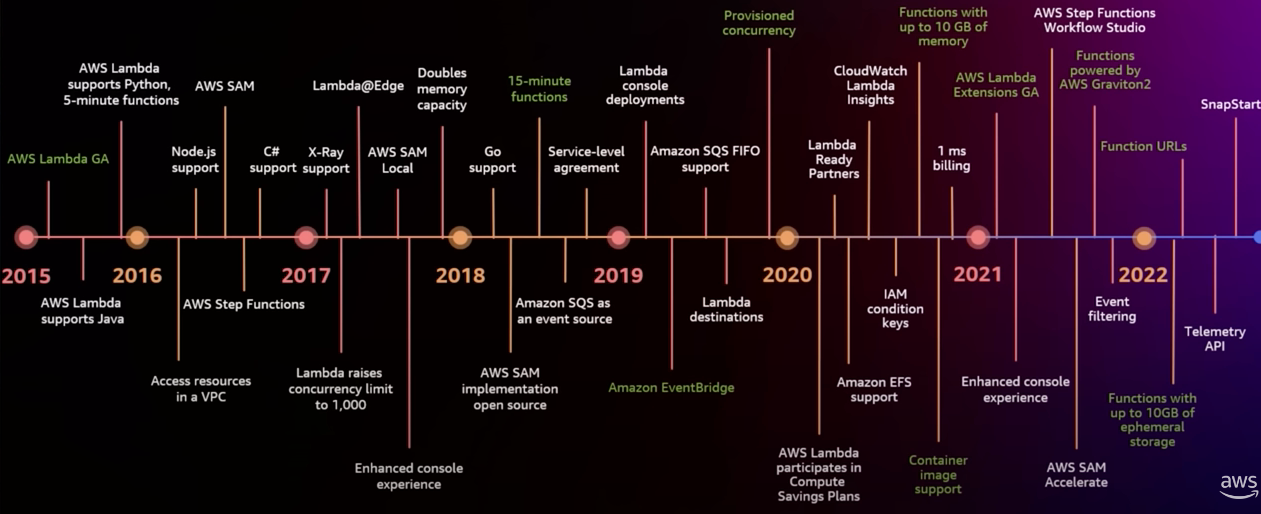 Provisioned
concurrency
Functions with
up to 10 GB of
memory
AWS Step Functions
Workflow Studio
AWS Lambda
supports Python,
5-minute functions
AWS SAM
Lambda@Edge
Doubles
memory
capacity
15-minute
functions
Lambda
console
deployments
CloudWatch
Lambda
Insights
AWS Lambda
Extensions GA
Functions
powered by
AWS Graviton2
SnapStart
AWS Lambda GA
Node.js
support
C#
support
X-Ray
support
AWS SAM
Local
Go
support
Service-level
agreement
Amazon SQS FIFO
support
Lambda
Ready
Partners
1 ms
billing
Function URLs
2015
2016
2017
2018
2019
2020
2021
2022
AWS Lambda
supports Java
AWS Step Functions
Amazon SQS as
an event source
Lambda
destinations
IAM
condition
keys
Event
filtering
Telemetry
API
Access resources
in a VPC
Lambda raises
concurrency limit
to 1,000
AWS SAM
implementation
open source
Amazon EventBridge
Amazon EFS
support
Enhanced console
experience
Functions with
up to 10GB of
ephemeral
storage
Enhanced console
experience
AWS Lambda
participates in
Compute
Savings Plans
Container
image
support
AWS SAM
Accelerate
aws